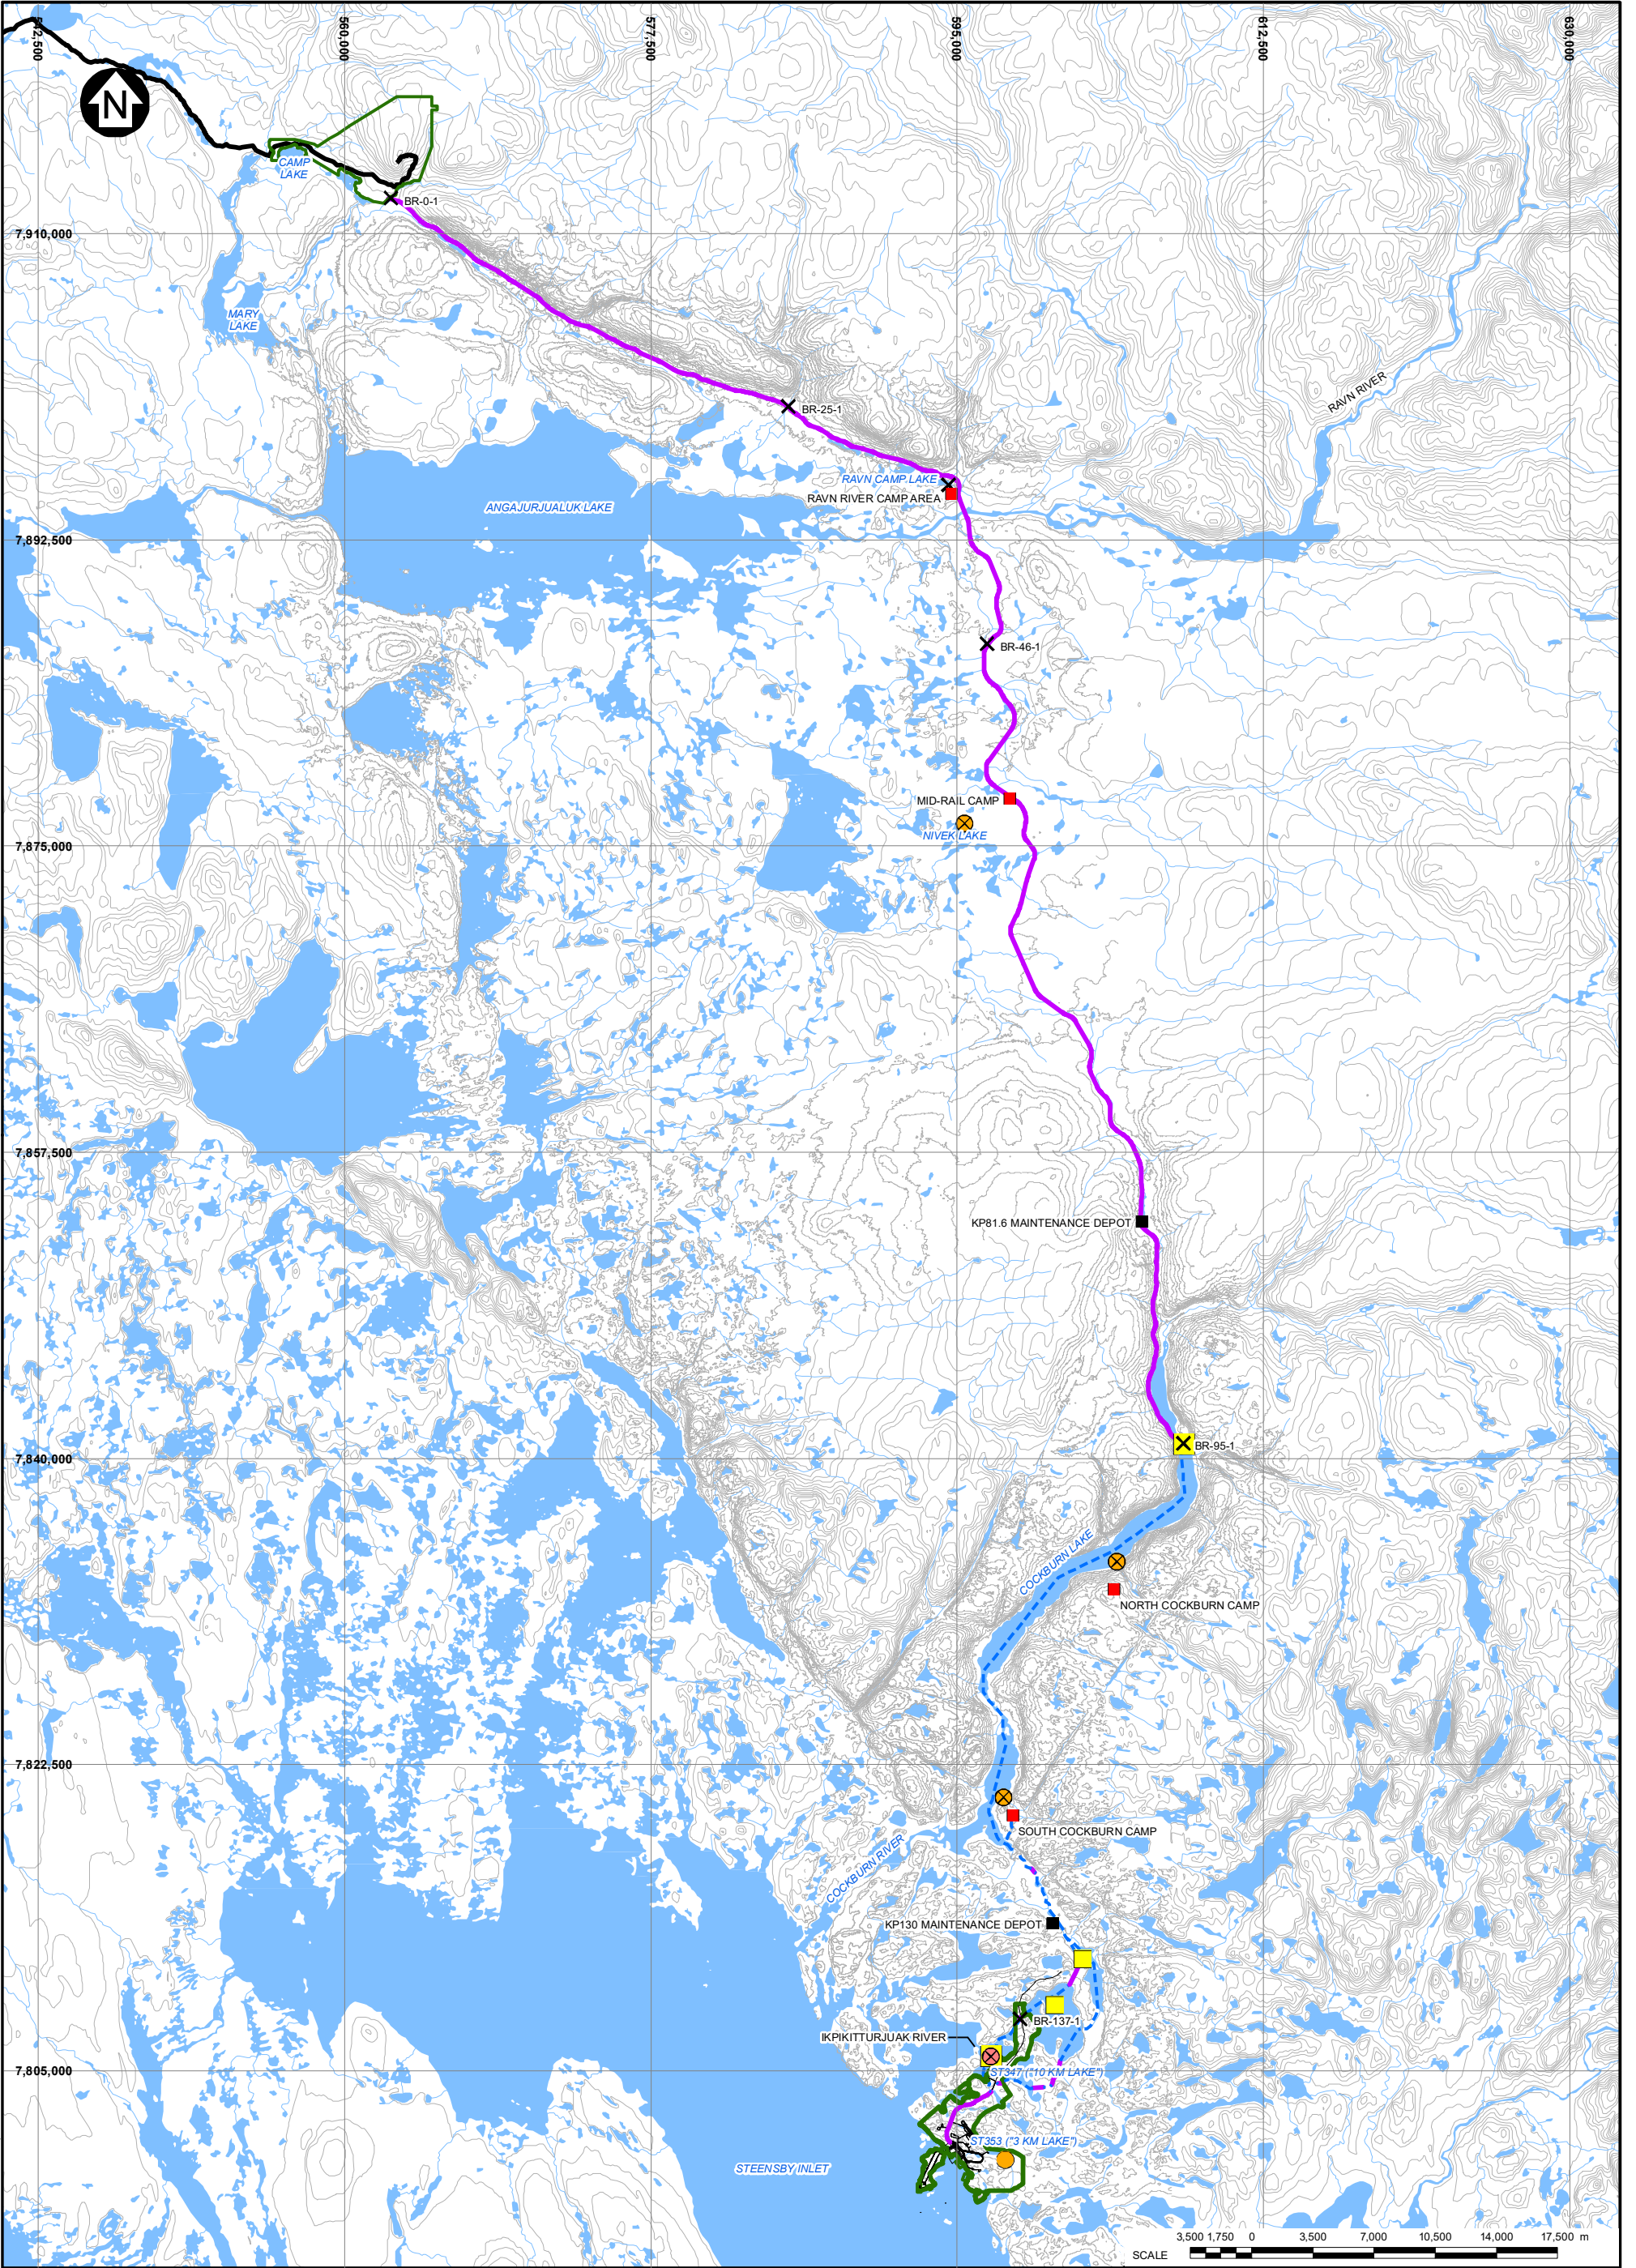 542,500
560,000
577,500
595,000
612,500
630,000
N
CAMP
LAKE
BR-0-1
7,910,000
MARY
LAKE
RAVN RIVER
BR-25-1
RAVN CAMP LAKE
RAVN RIVER CAMP AREA
ANGAJURJUALUK LAKE
7,892,500
BR-46-1
MID-RAIL CAMP
NIVEK LAKE
7,875,000
7,857,500
KP81.6 MAINTENANCE DEPOT
BR-95-1
7,840,000
COCKBURN LAKE
NORTH COCKBURN CAMP
7,822,500
SOUTH COCKBURN CAMP
COCKBURN RIVER
KP130 MAINTENANCE DEPOT
BR-137-1
IKPIKITTURJUAK RIVER
7,805,000
ST347 ("10 KM LAKE")
ST353 ("3 KM LAKE")
STEENSBY INLET
3,500 1,750 0 3,500 7,000 10,500 14,000 17,500 m
SCALE